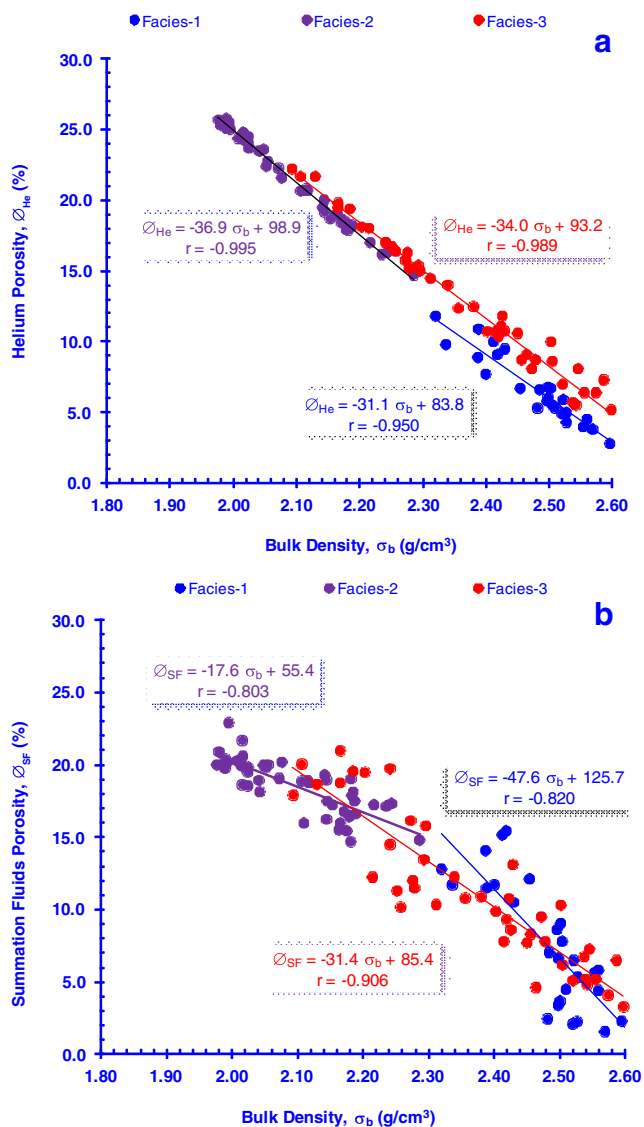 Facies-1 Facies-2 Facies-3
a
30.0
25.0
20.0
15.0
10.0
5.0
0.0
Helium Porosity, ∅He (%)
∅He = -36.9 σb + 98.9
r = -0.995
∅He = -34.0 σb + 93.2
r = -0.989
∅He = -31.1 σb + 83.8
r = -0.950
1.80 1.90 2.00 2.10 2.20 2.30 2.40 2.50 2.60
Bulk Density, σb (g/cm³)
Facies-1 Facies-2 Facies-3
b
30.0
25.0
20.0
15.0
10.0
5.0
0.0
Summation Fluids Porosity, ∅SF (%)
∅SF = -17.6 σb + 55.4
r = -0.803
∅SF = -47.6 σb + 125.7
r = -0.820
∅SF = -31.4 σb + 85.4
r = -0.906
1.80 1.90 2.00 2.10 2.20 2.30 2.40 2.50 2.60
Bulk Density, σb (g/cm³)